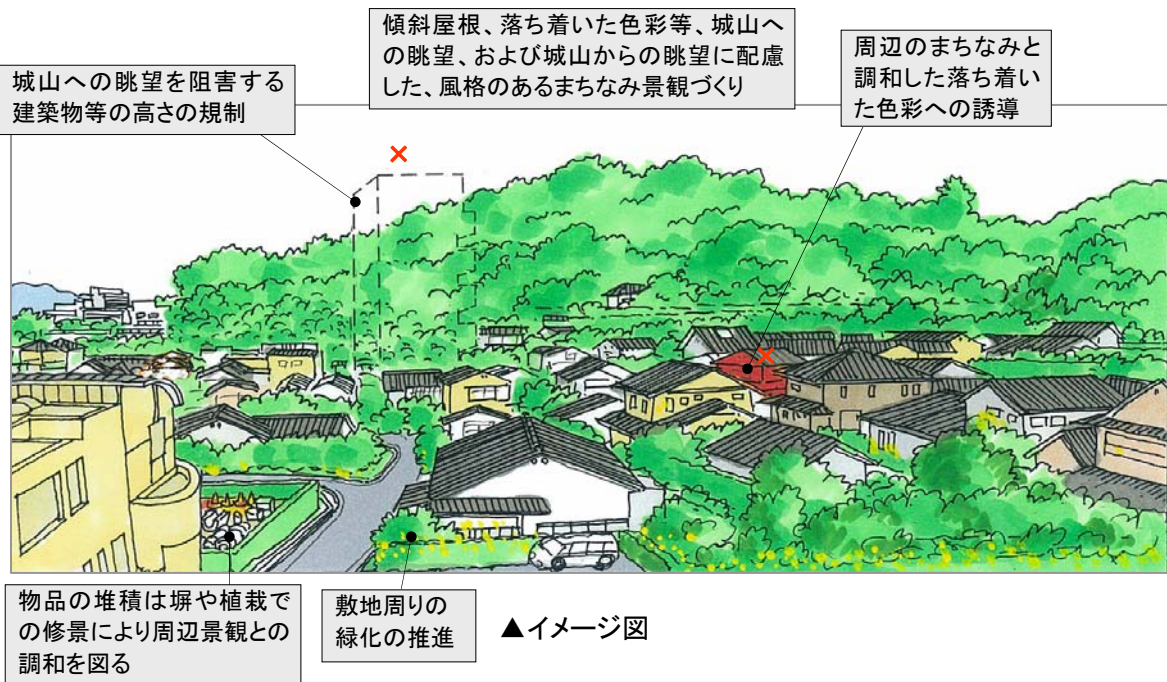 傾斜屋根、落ち着いた色彩等、城山へ
の眺望、および城山からの眺望に配慮
した、風格のあるまちなみ景観づくり
周辺のまちなみと
調和した落ち着い
た色彩への誘導
城山への眺望を阻害する
建築物等の高さの規制
物品の堆積は塀や植栽で
の修景により周辺景観との
調和を図る
敷地周りの
緑化の推進
▲イメージ図